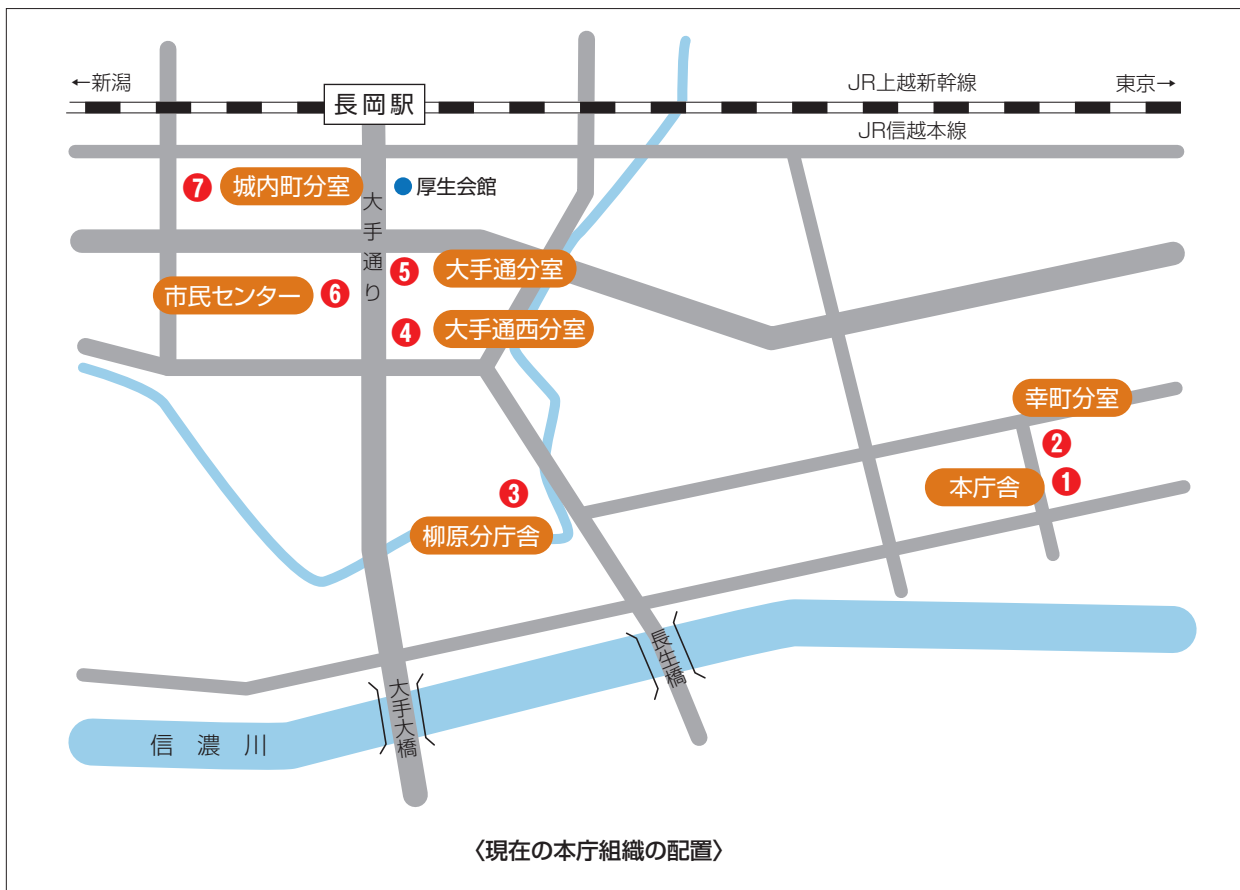 ←新潟
長岡駅
JR上越新幹線
東京→
JR信越本線
7 城内町分室
厚生会館
大手通り
5 大手通分室
市民センター 6
4 大手通西分室
幸町分室
2
本庁舎 1
3
柳原分庁舎
長生橋
大手大橋
信濃川
〈現在の本庁組織の配置〉